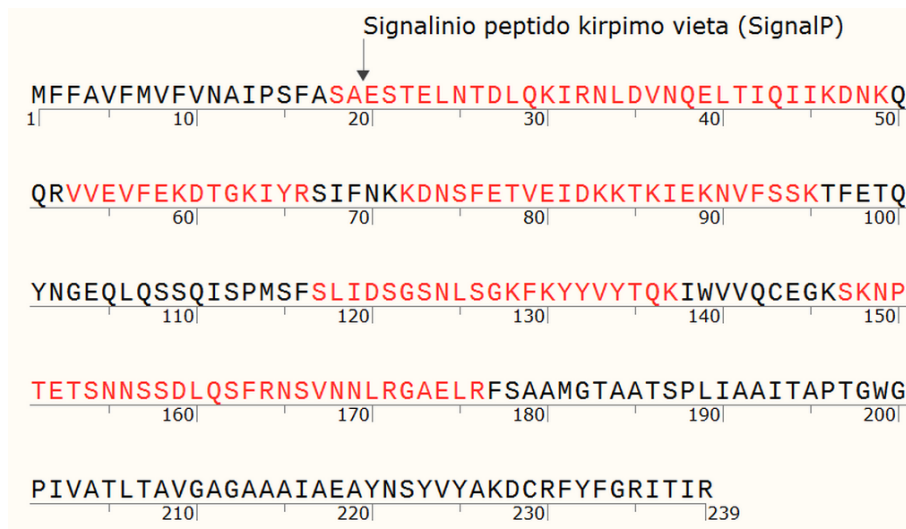 Signalinio peptido kirpimo vieta (SignalP)
MFFAVFMVFVNAIPSFASAESTELNTDLQKIRNLDVNQELTIQIIKDNKQ
1 10 20 30 40 50
QRVVEVFEKDTGKIYRSIFNKKDNSFETVEIDKKTKIEKNVFSSKTFETQ
60 70 80 90 100
YNGEQLQSSQISPMSFSLIDSGSNLSGKFKYYVYTQKIWVVQCEGKSKNP
110 120 130 140 150
TETSNNSSDLQSFRNSVNNLRGAELRFSAAMGTAATSPLIAAITAPTGWG
160 170 180 190 200
PIVATLTAVGAGAAAIAEAYNSYVYAKDCRFYFGRITIR
210 220 230 239